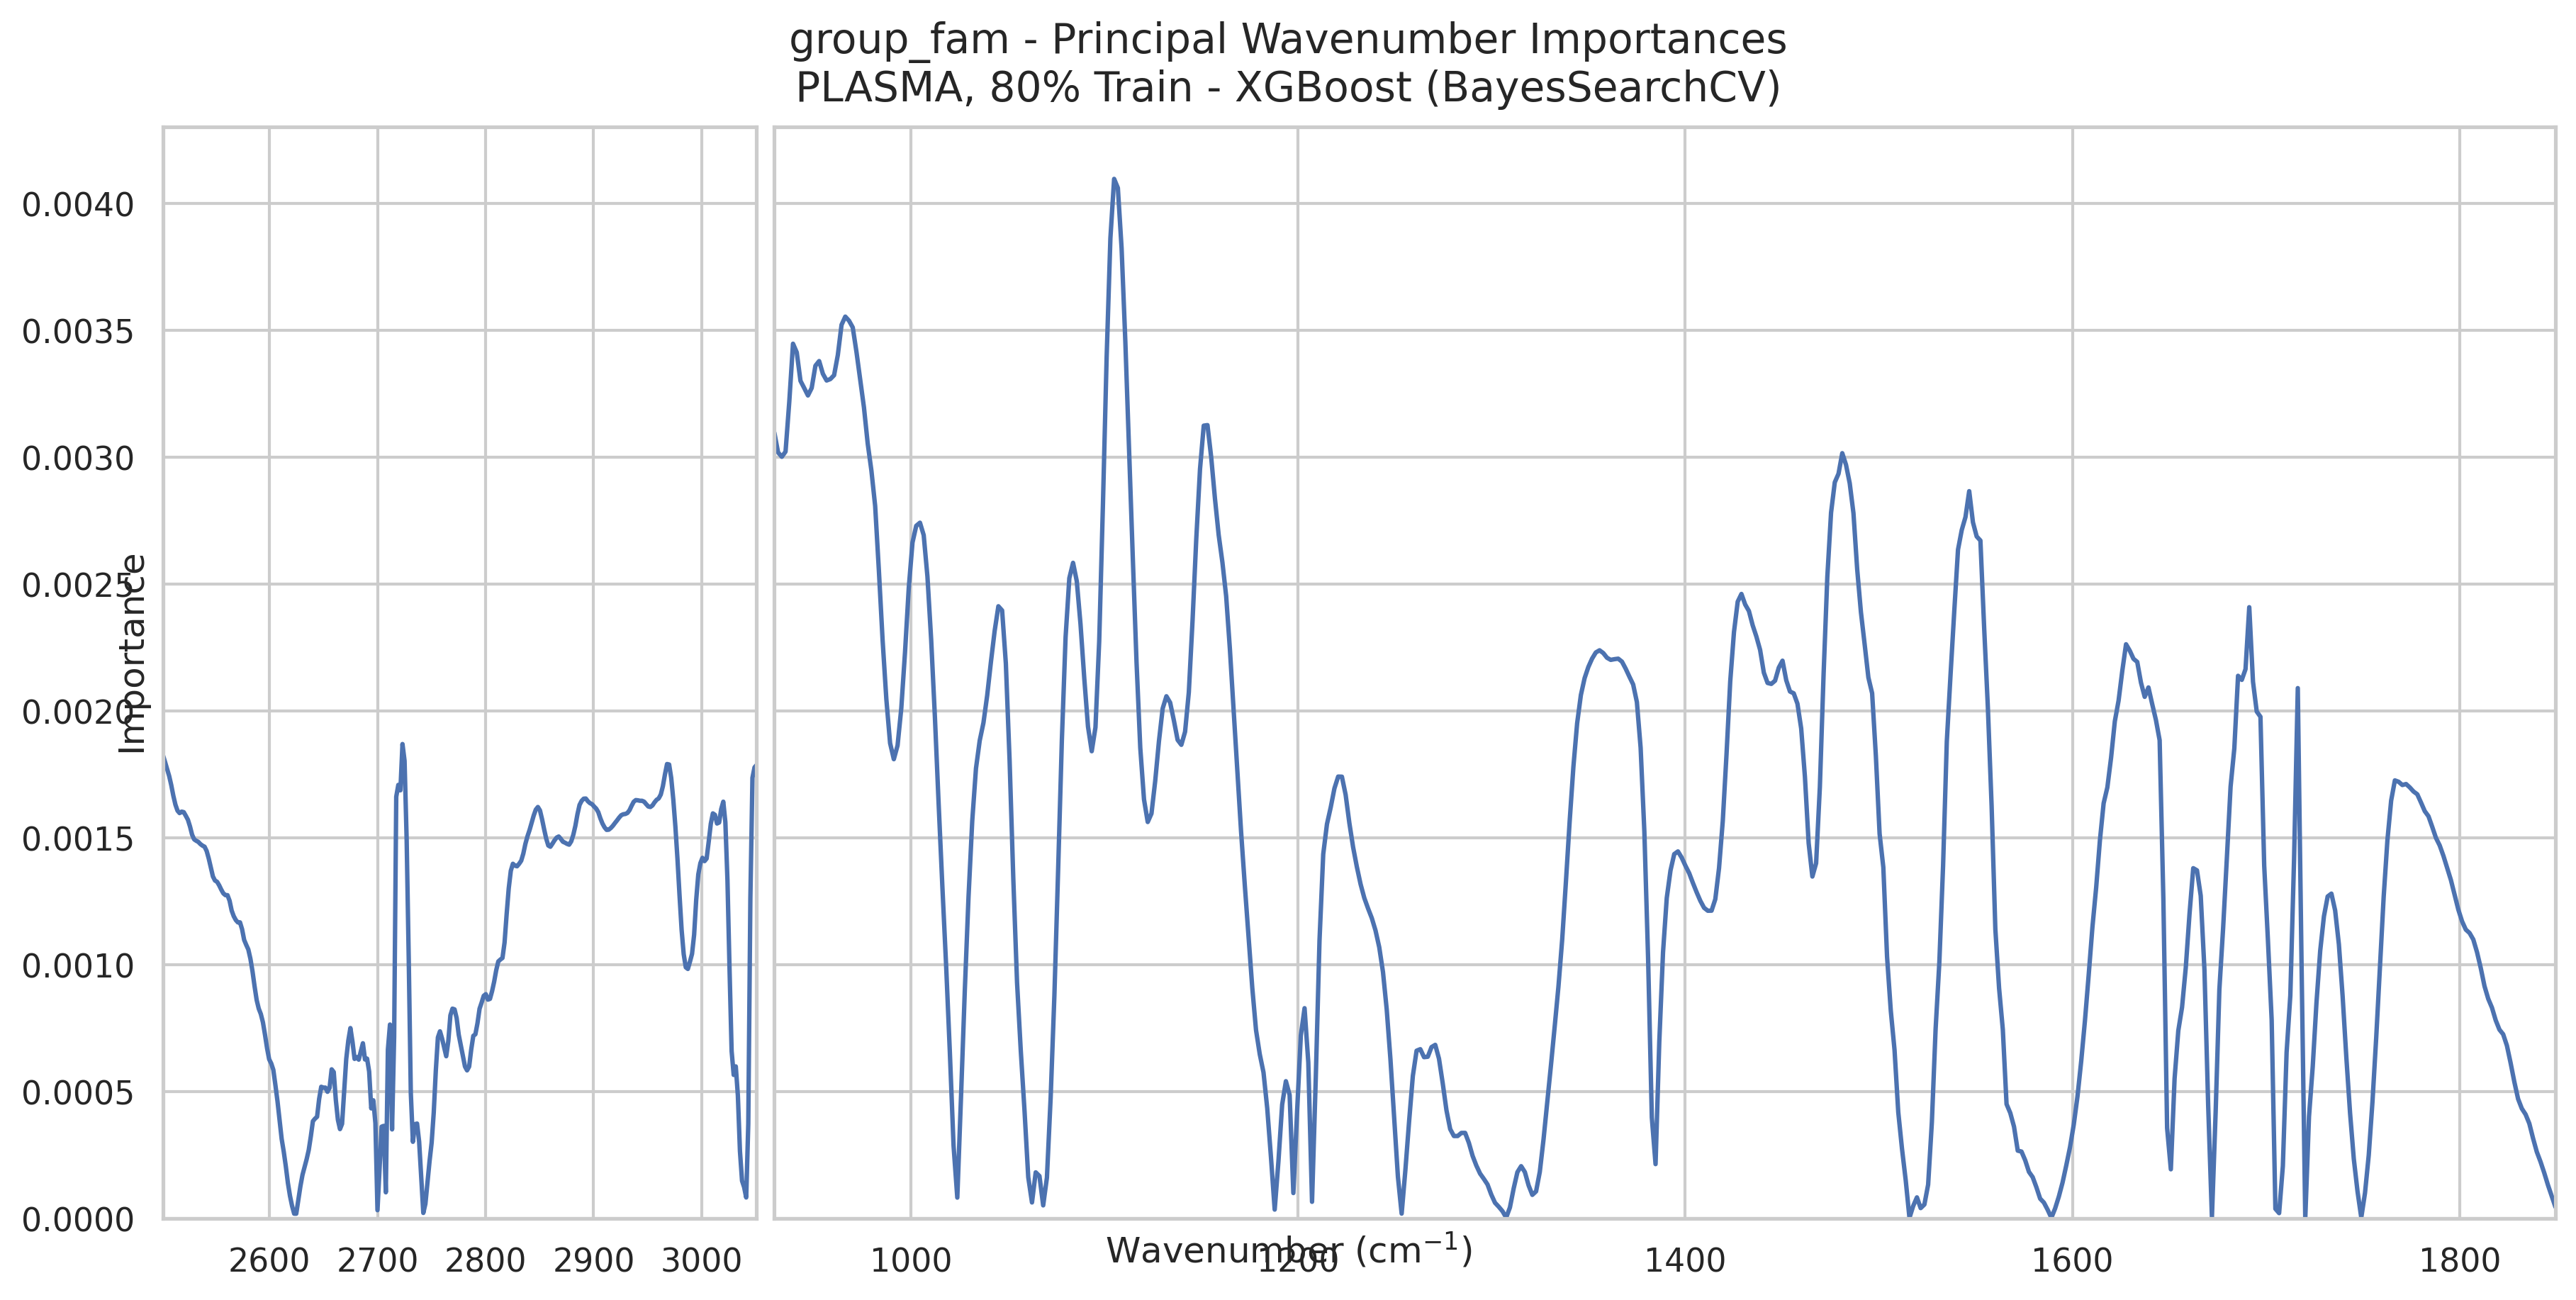 group_fam - Principal Wavenumber Importances
PLASMA, 80% Train - XGBoost (BayesSearchCV)
0.0040
0.0035
0.0030
0.0025
0.0020
0.0015
0.0010
0.0005
0.0000
Importance
2600 2700 2800 2900 3000 1000 1200 1400 1600 1800
Wavenumber (cm⁻¹)